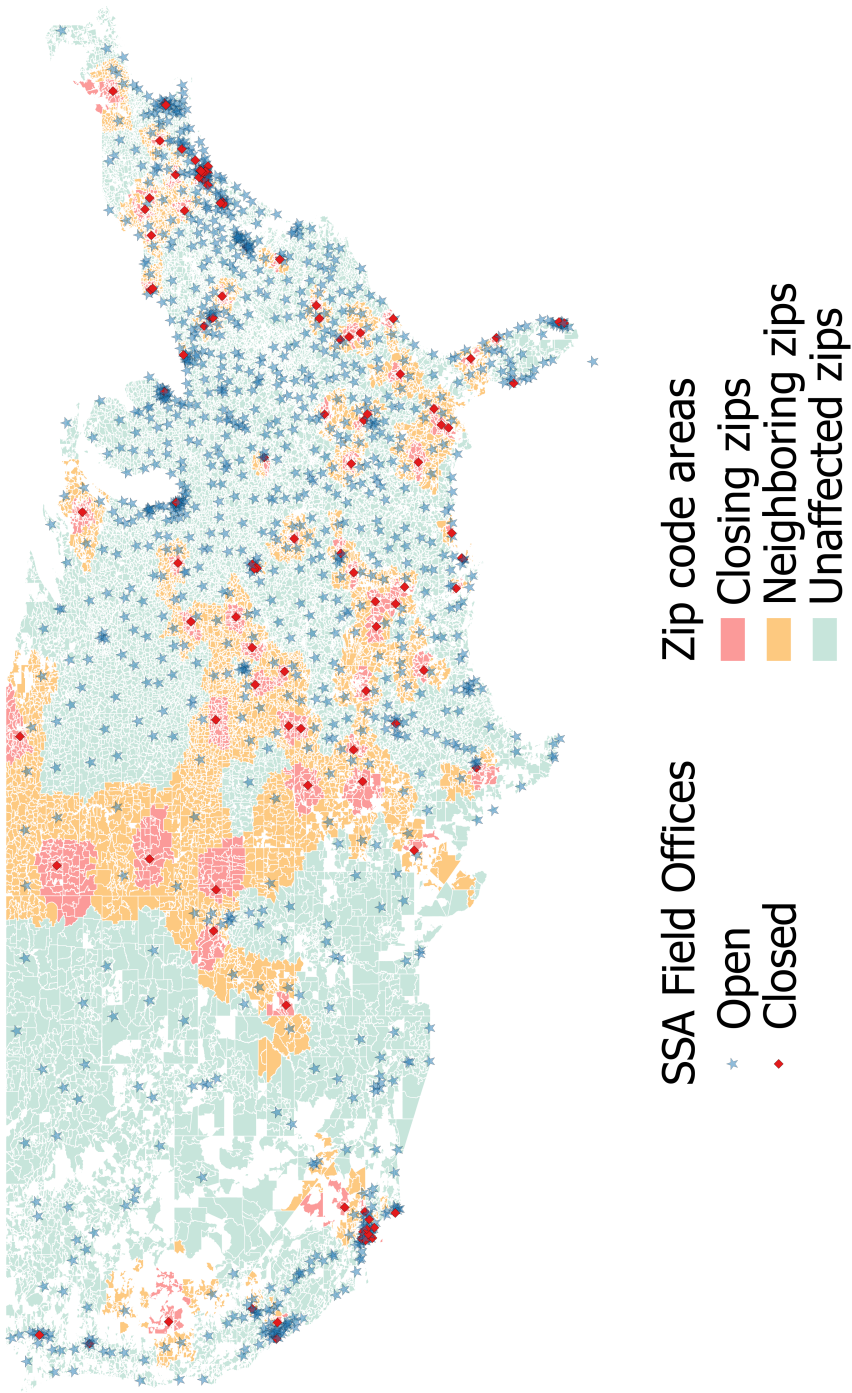 SSA Field Offices
Open
Closed
Zip code areas
Closing zips
Neighboring zips
Unaffected zips